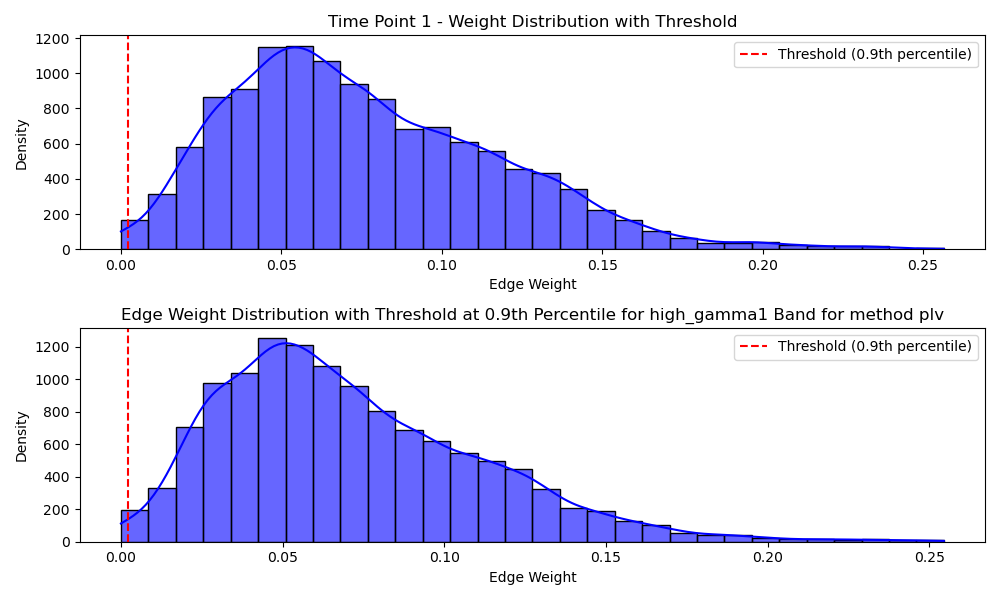 Time Point 1 - Weight Distribution with Threshold
Density
1200
1000
800
600
400
200
0
Threshold (0.9th percentile)
0.00 0.05 0.10 0.15 0.20 0.25
Edge Weight
Edge Weight Distribution with Threshold at 0.9th Percentile for high_gamma1 Band for method plv
Density
1200
1000
800
600
400
200
0
Threshold (0.9th percentile)
0.00 0.05 0.10 0.15 0.20 0.25
Edge Weight